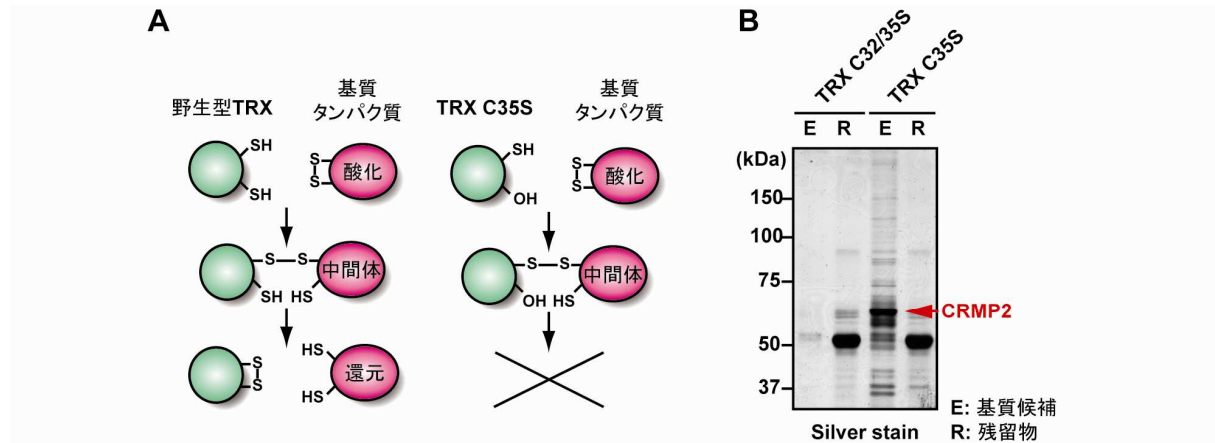 A
野生型TRX
基質
タンパク質
SH
SH
S
S
酸化
S
S
中間体
SH
HS
S
S
HS
HS
還元
TRX C35S
基質
タンパク質
SH
OH
S
S
酸化
S
S
中間体
OH
HS
B
TRX C32/35S
TRX C35S
E R E R
(kDa)
150
100
75
50
37
CRMP2
Silver stain
E: 基質候補
R: 残留物